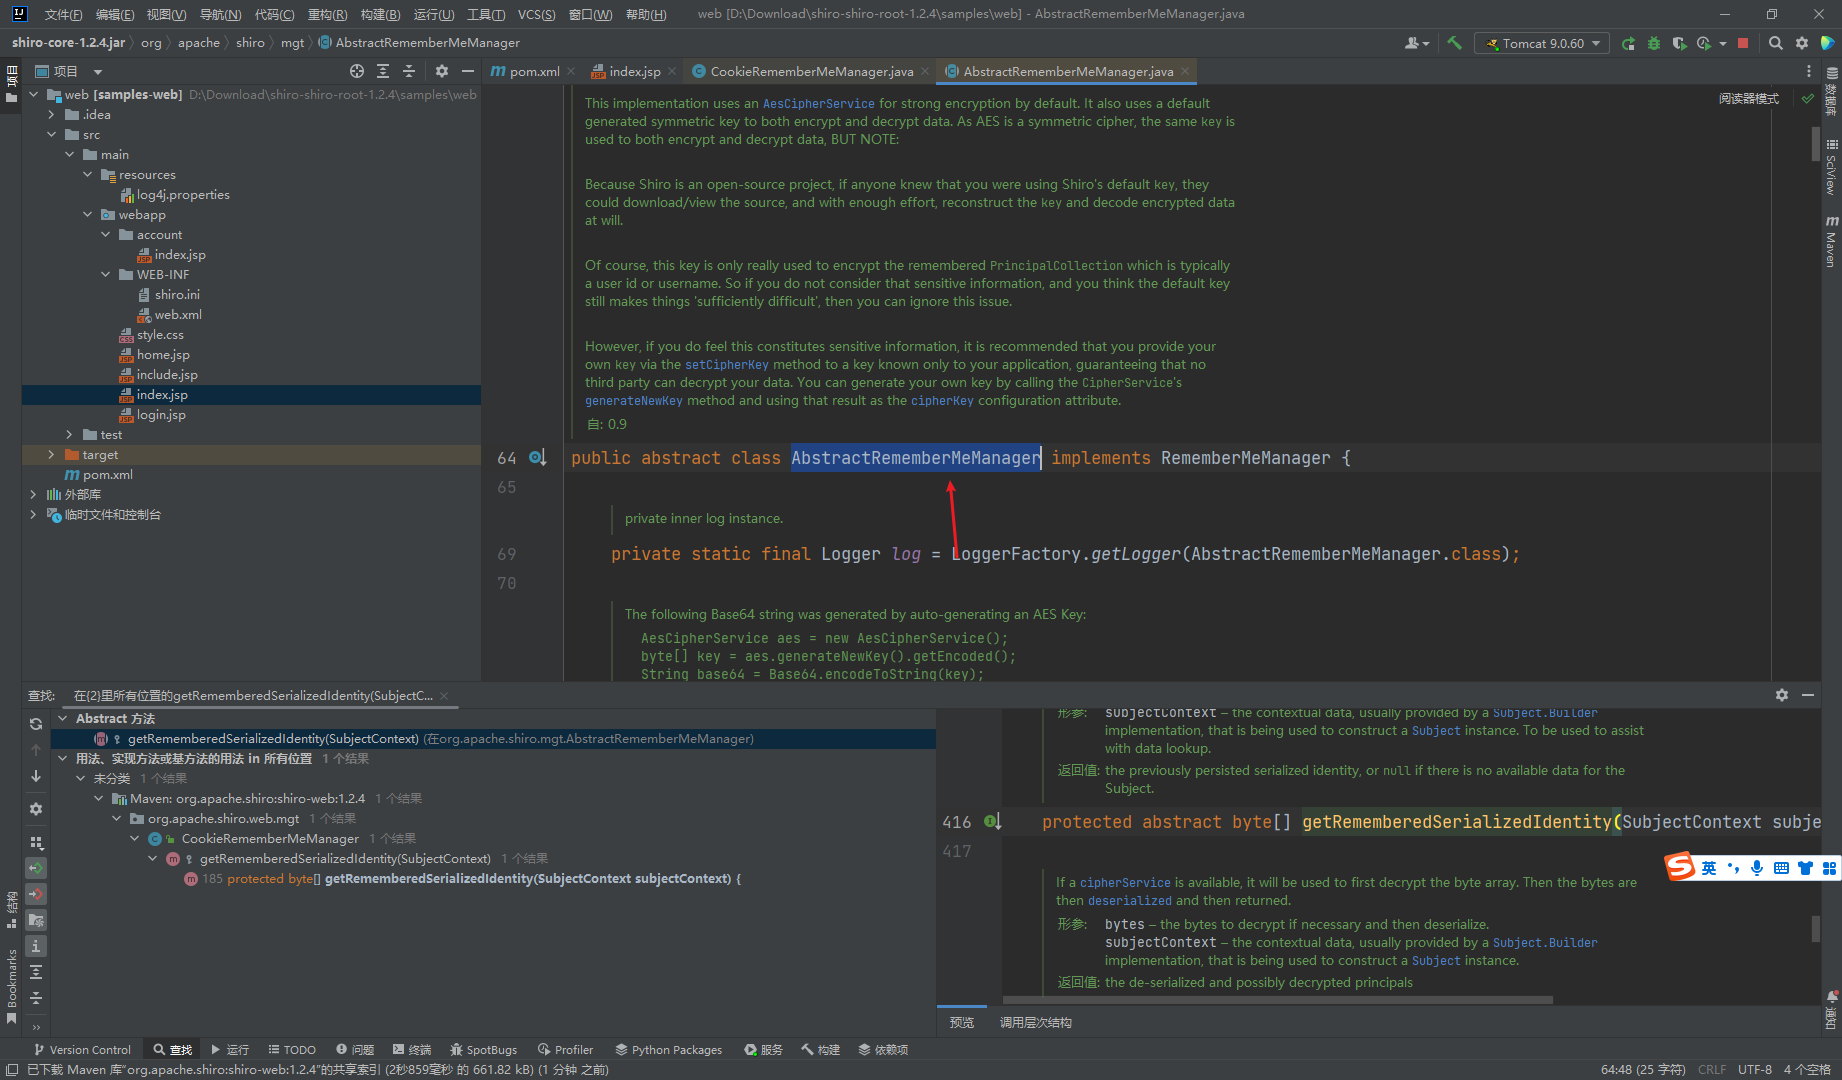 文件(F) 编辑(E) 视图(V) 导航(N) 代码(C) 重构(R) 构建(B) 运行(U) 工具(T) VCS(S) 窗口(W) 帮助(H) web [D:\Download\shiro-shiro-root-1.2.4\samples\web] - AbstractRememberMeManager.java
shiro-core-1.2.4.jar org apache shiro mgt AbstractRememberMeManager
Tomcat 9.0.60
项目
项目
pom.xml
index.jsp
CookieRememberMeManager.java
AbstractRememberMeManager.java
web [samples-web] D:\Download\shiro-shiro-root-1.2.4\samples\web
.idea
src
main
resources
log4j.properties
webapp
account
index.jsp
WEB-INF
shiro.ini
web.xml
style.css
home.jsp
include.jsp
index.jsp
login.jsp
test
target
pom.xml
外部库
临时文件和控制台
阅读器模式
This implementation uses an AesCipherService for strong encryption by default. It also uses a default
generated symmetric key to both encrypt and decrypt data. As AES is a symmetric cipher, the same key is
used to both encrypt and decrypt data, BUT NOTE:
Because Shiro is an open-source project, if anyone knew that you were using Shiro's default key, they
could download/view the source, and with enough effort, reconstruct the key and decode encrypted data
at will.
Of course, this key is only really used to encrypt the remembered PrincipalCollection which is typically
a user id or username. So if you do not consider that sensitive information, and you think the default key
still makes things 'sufficiently difficult', then you can ignore this issue.
However, if you do feel this constitutes sensitive information, it is recommended that you provide your
own key via the setCipherKey method to a key known only to your application, guaranteeing that no
third party can decrypt your data. You can generate your own key by calling the CipherService's
generateNewKey method and using that result as the cipherKey configuration attribute.
自: 0.9
64 public abstract class AbstractRememberMeManager implements RememberMeManager {
65
private inner log instance.
69 private static final Logger log = LoggerFactory.getLogger(AbstractRememberMeManager.class);
70
The following Base64 string was generated by auto-generating an AES Key:
AesCipherService aes = new AesCipherService();
byte[] key = aes.generateNewKey().getEncoded();
String base64 = Base64.encodeToString(key);
数据库
SciView
m
Maven
通知
查找: 在{2}里所有位置的getRememberedSerializedIdentity(SubjectC...
Abstract 方法
getRememberedSerializedIdentity(SubjectContext) (在org.apache.shiro.mgt.AbstractRememberMeManager)
用法、实现方法或基方法的用法 in 所有位置 1 个结果
未分类 1 个结果
Maven: org.apache.shiro:shiro-web:1.2.4 1 个结果
org.apache.shiro.web.mgt 1 个结果
CookieRememberMeManager 1 个结果
getRememberedSerializedIdentity(SubjectContext) 1 个结果
185 protected byte[] getRememberedSerializedIdentity(SubjectContext subjectContext) {
结构
Bookmarks
形参: subjectContext – the contextual data, usually provided by a Subject.Builder
implementation, that is being used to construct a Subject instance. To be used to assist
with data lookup.
返回值: the previously persisted serialized identity, or null if there is no available data for the
Subject.
416 protected abstract byte[] getRememberedSerializedIdentity(SubjectContext subje
417
If a cipherService is available, it will be used to first decrypt the byte array. Then the bytes are
then deserialized and then returned.
形参: bytes – the bytes to decrypt if necessary and then deserialize.
subjectContext – the contextual data, usually provided by a Subject.Builder
implementation, that is being used to construct a Subject instance.
返回值: the de-serialized and possibly decrypted principals
英
预览 调用层次结构
Version Control 查找 运行 TODO 问题 终端 SpotBugs Profiler Python Packages 服务 构建 依赖项
已下载 Maven 库"org.apache.shiro:shiro-web:1.2.4"的共享索引 (2秒859毫秒 的 661.82 kB) (1 分钟 之前) 64:48 (25 字符) CRLF UTF-8 4 个空格